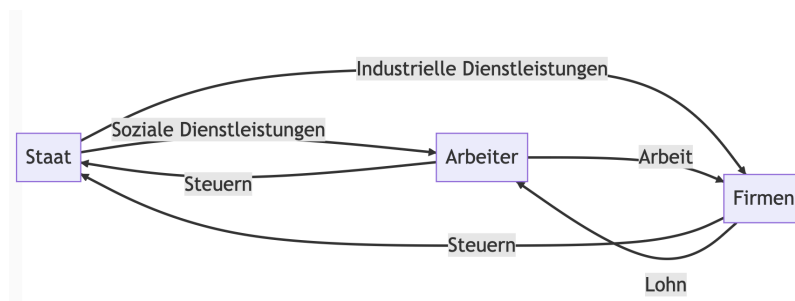 Industrielle Dienstleistungen
Soziale Dienstleistungen
Staat
Arbeiter
Arbeit
Steuern
Firmen
Steuern
Lohn